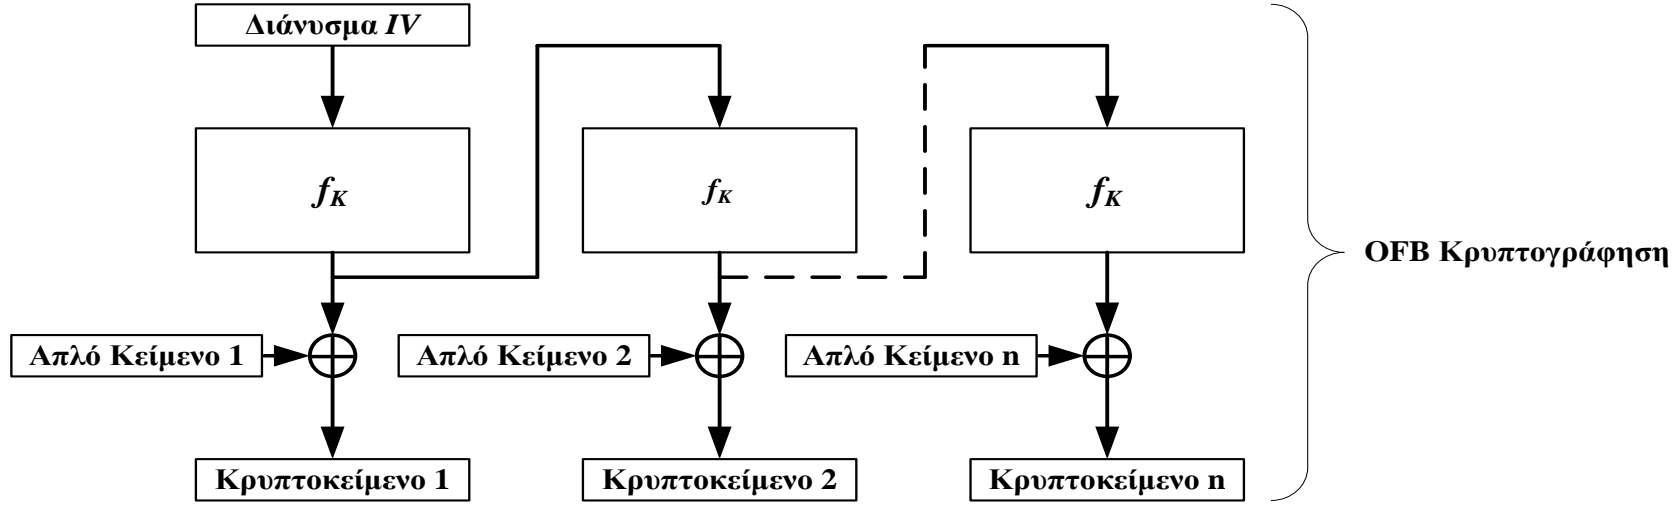 Διάνυσμα IV
f_K
f_K
f_K
OFB Κρυπτογράφηση
Απλό Κείμενο 1
Απλό Κείμενο 2
Απλό Κείμενο n
Κρυπτοκείμενο 1
Κρυπτοκείμενο 2
Κρυπτοκείμενο n